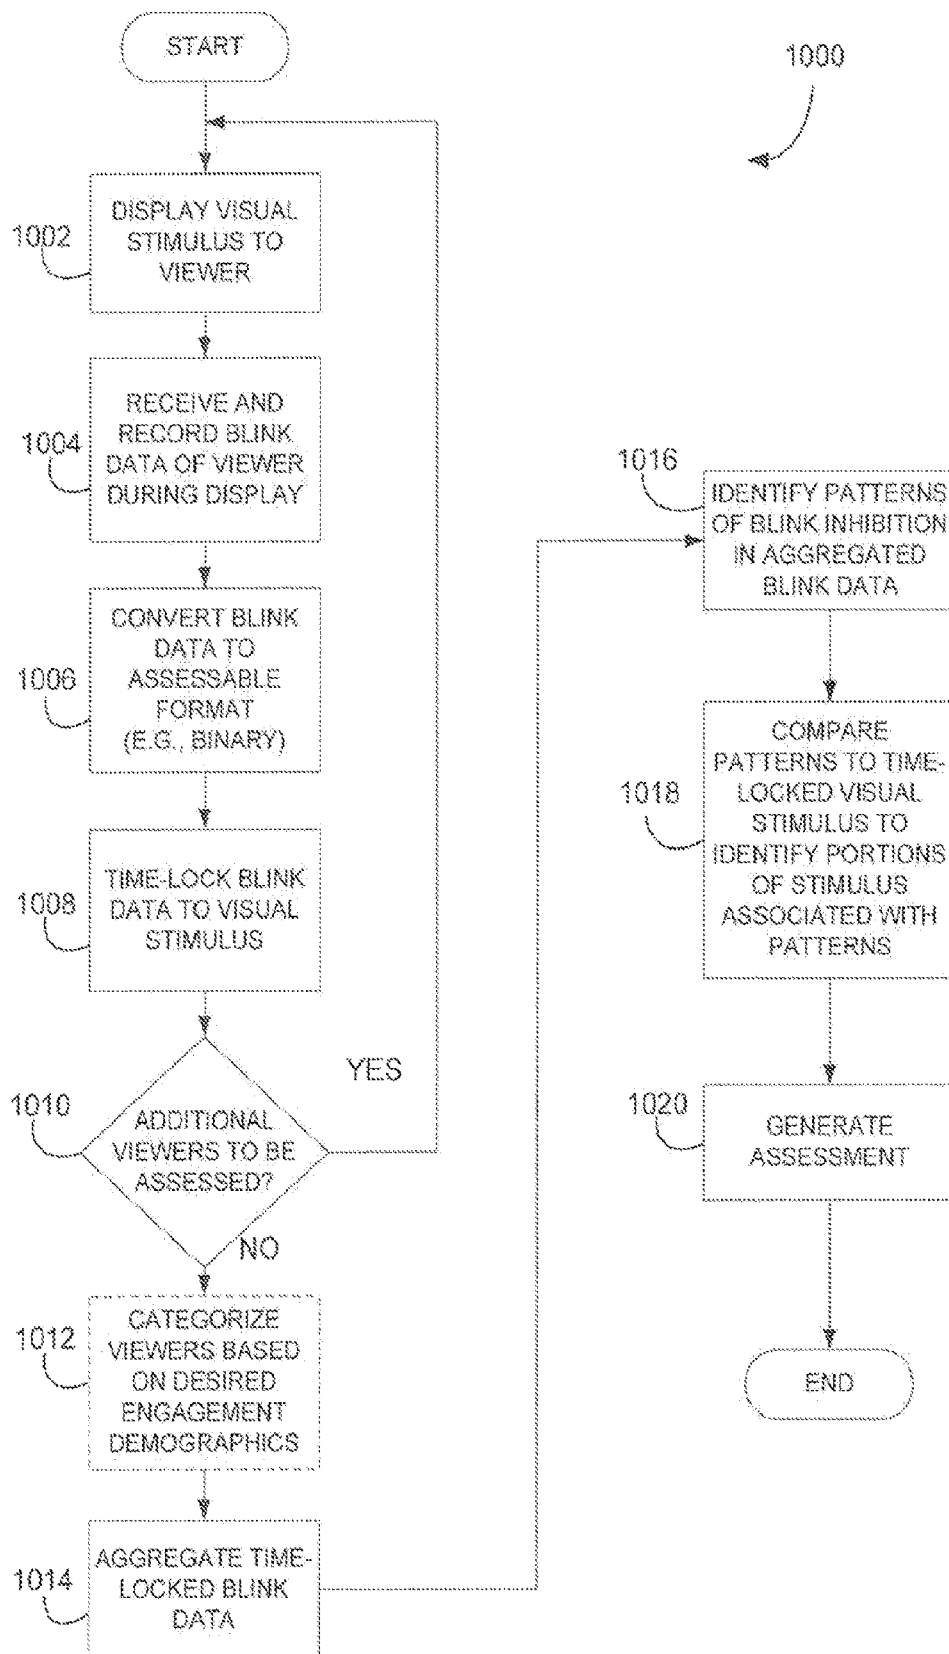 START
1000
1002
DISPLAY VISUAL
STIMULUS TO
VIEWER
1004
RECEIVE AND
RECORD BLINK
DATA OF VIEWER
DURING DISPLAY
1006
CONVERT BLINK
DATA TO
ASSESSABLE
FORMAT
(E.G., BINARY)
1008
TIME-LOCK BLINK
DATA TO VISUAL
STIMULUS
1010
ADDITIONAL
VIEWERS TO BE
ASSESSED?
YES
NO
1012
CATEGORIZE
VIEWERS BASED
ON DESIRED
ENGAGEMENT
DEMOGRAPHICS
1014
AGGREGATE TIME-
LOCKED BLINK
DATA
1016
IDENTIFY PATTERNS
OF BLINK INHIBITION
IN AGGREGATED
BLINK DATA
1018
COMPARE
PATTERNS TO TIME-
LOCKED VISUAL
STIMULUS TO
IDENTIFY PORTIONS
OF STIMULUS
ASSOCIATED WITH
PATTERNS
1020
GENERATE
ASSESSMENT
END